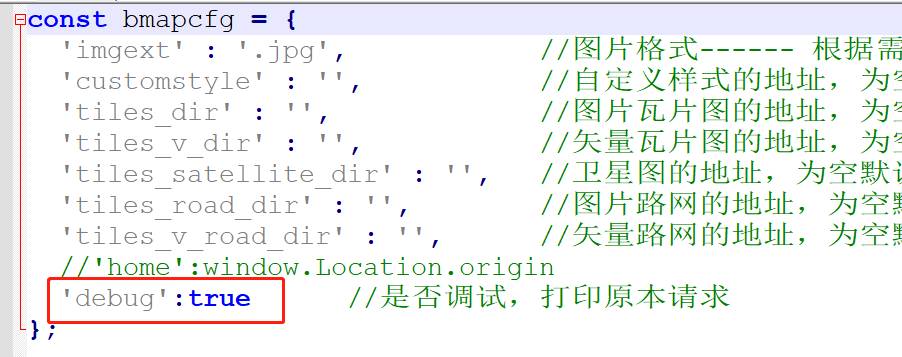 const bmapcfg = {
'imgext' : '.jpg', //图片格式------ 根据需
'customstyle' : '', //自定义样式的地址，为空
'tiles_dir' : '', //图片瓦片图的地址，为空
'tiles_v_dir' : '', //矢量瓦片图的地址，为空
'tiles_satellite_dir' : '', //卫星图的地址，为空默认
'tiles_road_dir' : '', //图片路网的地址，为空默
'tiles_v_road_dir' : '', //矢量路网的地址，为空默
//'home':window.Location.origin
'debug':true //是否调试，打印原本请求
};